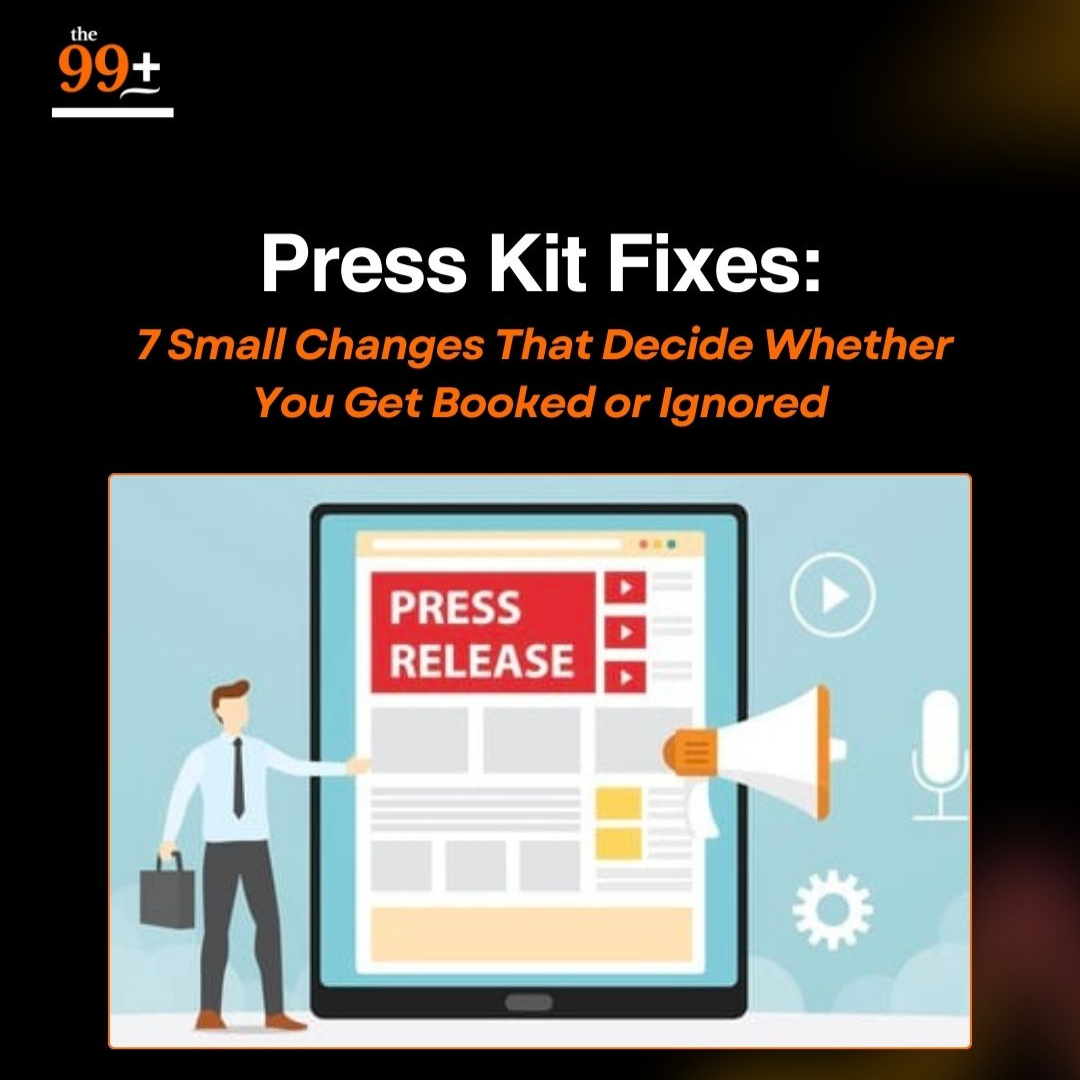 the
99+
Press Kit Fixes:
7 Small Changes That Decide Whether
You Get Booked or Ignored
PRESS
RELEASE